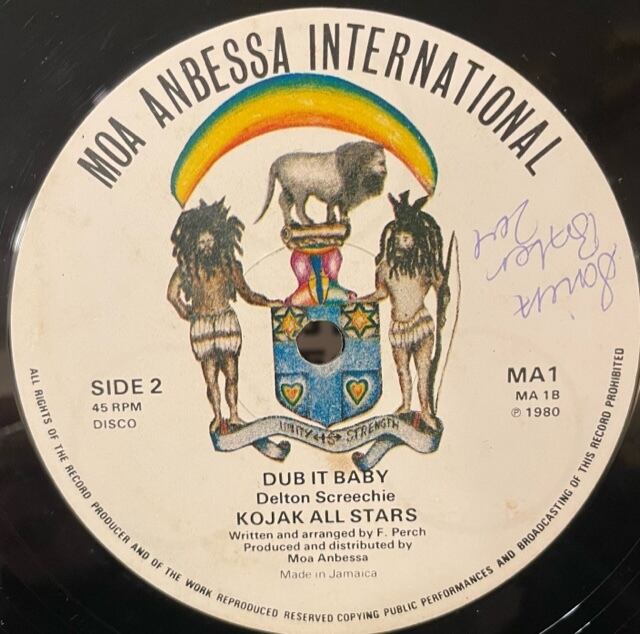 MOA ANBESSA INTERNATIONAL
UNITY IS STRENGTH
SIDE 2
45 RPM
DISCO
MA1
MA 1B
℗ 1980
DUB IT BABY
Delton Screechie
KOJAK ALL STARS
Written and arranged by F. Perch
Produced and distributed by
Moa Anbessa
Made in Jamaica
ALL RIGHTS OF THE RECORD PRODUCER AND OF THE WORK REPRODUCED RESERVED COPYING PUBLIC PERFORMANCES AND BROADCASTING OF THIS RECORD PROHIBITED